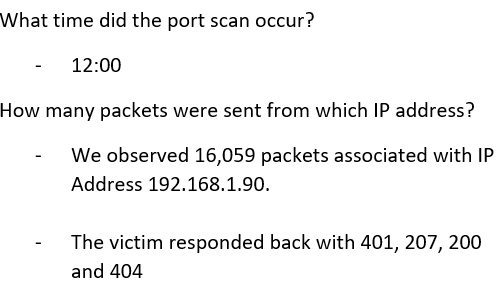 What time did the port scan occur?
- 12:00
How many packets were sent from which IP address?
- We observed 16,059 packets associated with IP
Address 192.168.1.90.
- The victim responded back with 401, 207, 200
and 404